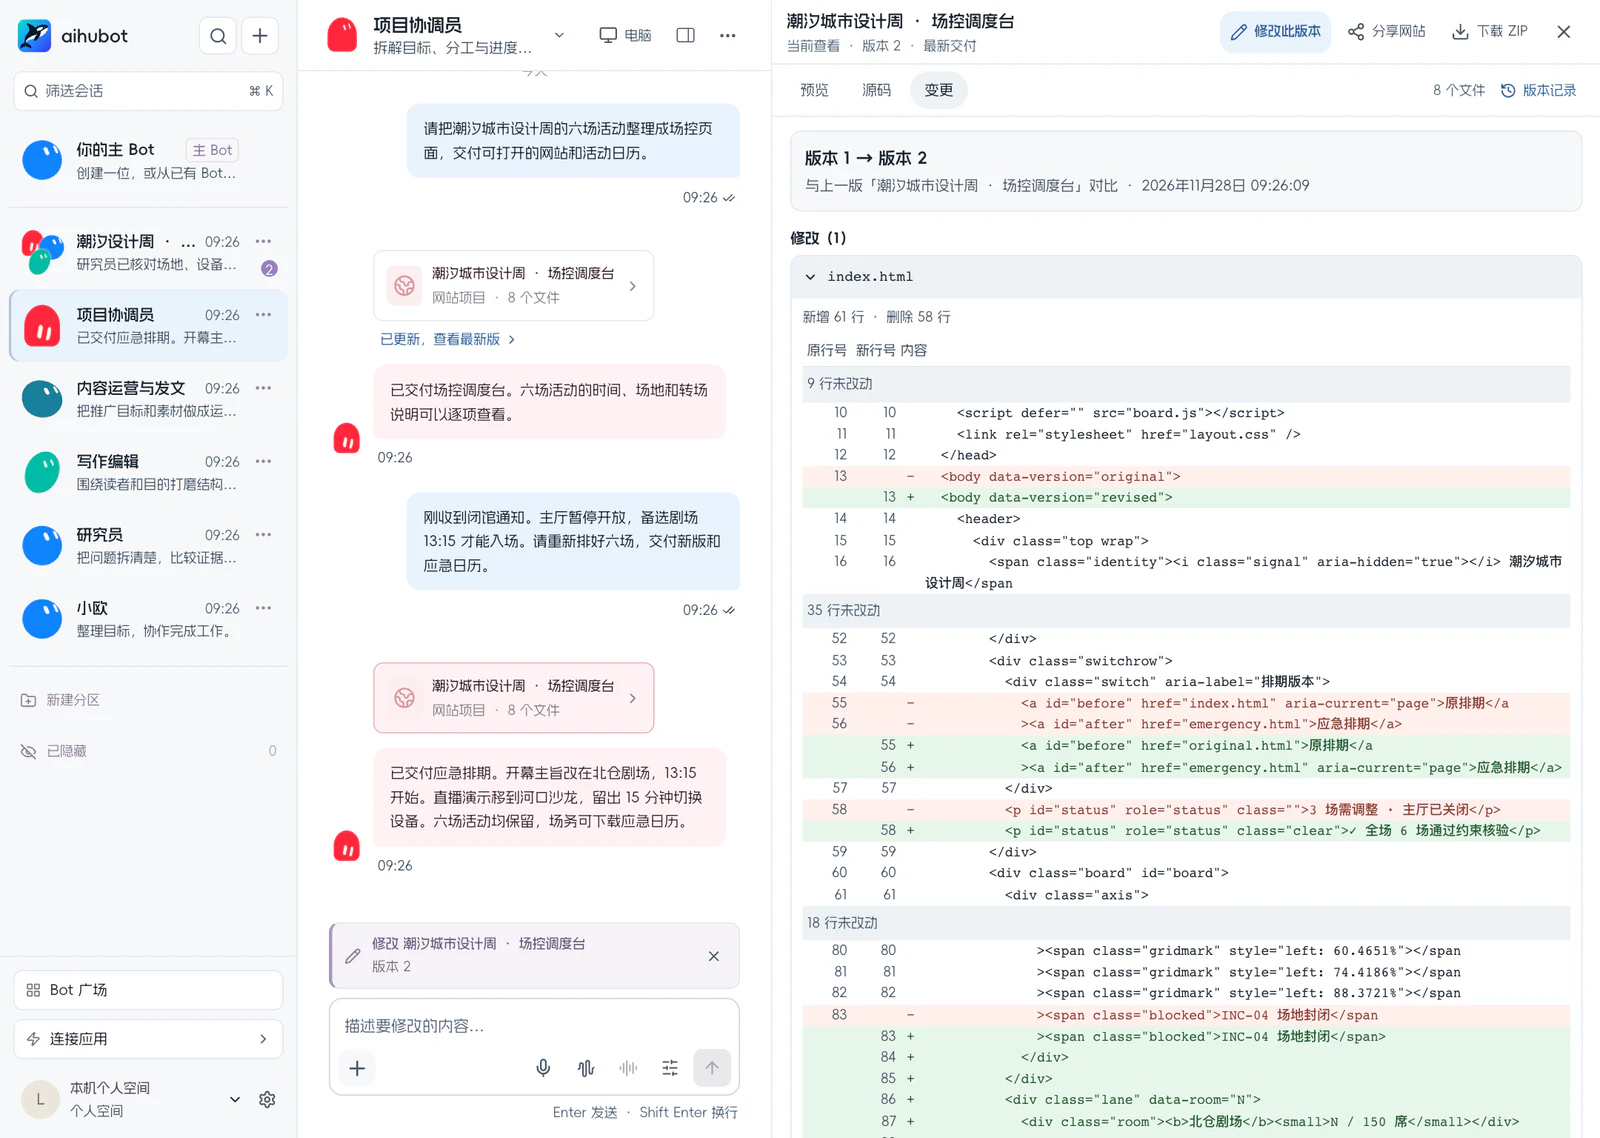 aihubot
筛选会话 ⌘ K
你的主 Bot 主 Bot
创建一位，或从已有 Bot…
潮汐设计周 · … 09:26
研究员已核对场地、设备… 2
项目协调员 09:26
已交付应急排期。开幕主…
内容运营与发文 09:26
把推广目标和素材做成运…
写作编辑 09:26
围绕读者和目的打磨结构…
研究员 09:26
把问题拆清楚，比较证据…
小欧 09:26
整理目标，协作完成工作。
新建分区
已隐藏 0
Bot 广场
连接应用
L 本机个人空间
个人空间
项目协调员
拆解目标、分工与进度…
电脑
今天
请把潮汐城市设计周的六场活动整理成场控页
面，交付可打开的网站和活动日历。
09:26
潮汐城市设计周 · 场控调度台
网站项目 · 8 个文件
已更新，查看最新版
已交付场控调度台。六场活动的时间、场地和转场
说明可以逐项查看。
09:26
刚收到闭馆通知。主厅暂停开放，备选剧场
13:15 才能入场。请重新排好六场，交付新版和
应急日历。
09:26
潮汐城市设计周 · 场控调度台
网站项目 · 8 个文件
已交付应急排期。开幕主旨改在北仓剧场，13:15
开始。直播演示移到河口沙龙，留出 15 分钟切换
设备。六场活动均保留，场务可下载应急日历。
09:26
修改 潮汐城市设计周 · 场控调度台
版本 2
描述要修改的内容…
Enter 发送 · Shift Enter 换行
潮汐城市设计周 · 场控调度台
当前查看 · 版本 2 · 最新交付
修改此版本
分享网站
下载 ZIP
预览 源码 变更
8 个文件 版本记录
版本 1 → 版本 2
与上一版「潮汐城市设计周 · 场控调度台」对比 · 2026年11月28日 09:26:09
修改 (1)
index.html
新增 61 行 · 删除 58 行
原行号 新行号 内容
9 行未改动
10 10 <script defer="" src="board.js"></script>
11 11 <link rel="stylesheet" href="layout.css" />
12 12 </head>
13 - <body data-version="original">
13 + <body data-version="revised">
14 14 <header>
15 15 <div class="top wrap">
16 16 <span class="identity"><i class="signal" aria-hidden="true"></i> 潮汐城市
设计周</span
35 行未改动
52 52 </div>
53 53 <div class="switchrow">
54 54 <div class="switch" aria-label="排期版本">
55 - <a id="before" href="index.html" aria-current="page">原排期</a
56 - ><a id="after" href="emergency.html">应急排期</a>
55 + <a id="before" href="original.html">原排期</a
56 + ><a id="after" href="emergency.html" aria-current="page">应急排期</a>
57 57 </div>
58 - <p id="status" role="status" class="">3 场需调整 · 主厅已关闭</p>
58 + <p id="status" role="status" class="clear">✓ 全场 6 场通过约束核验</p>
59 59 </div>
60 60 <div class="board" id="board">
61 61 <div class="axis">
18 行未改动
80 80 ><span class="gridmark" style="left: 60.4651%"></span
81 81 ><span class="gridmark" style="left: 74.4186%"></span
82 82 ><span class="gridmark" style="left: 88.3721%"></span
83 - ><span class="blocked">INC-04 场地封闭</span
83 + ><span class="blocked">INC-04 场地封闭</span>
84 + </div>
85 + </div>
86 + <div class="lane" data-room="N">
87 + <div class="room"><b>北仓剧场</b><small>N / 150 席</small></div>